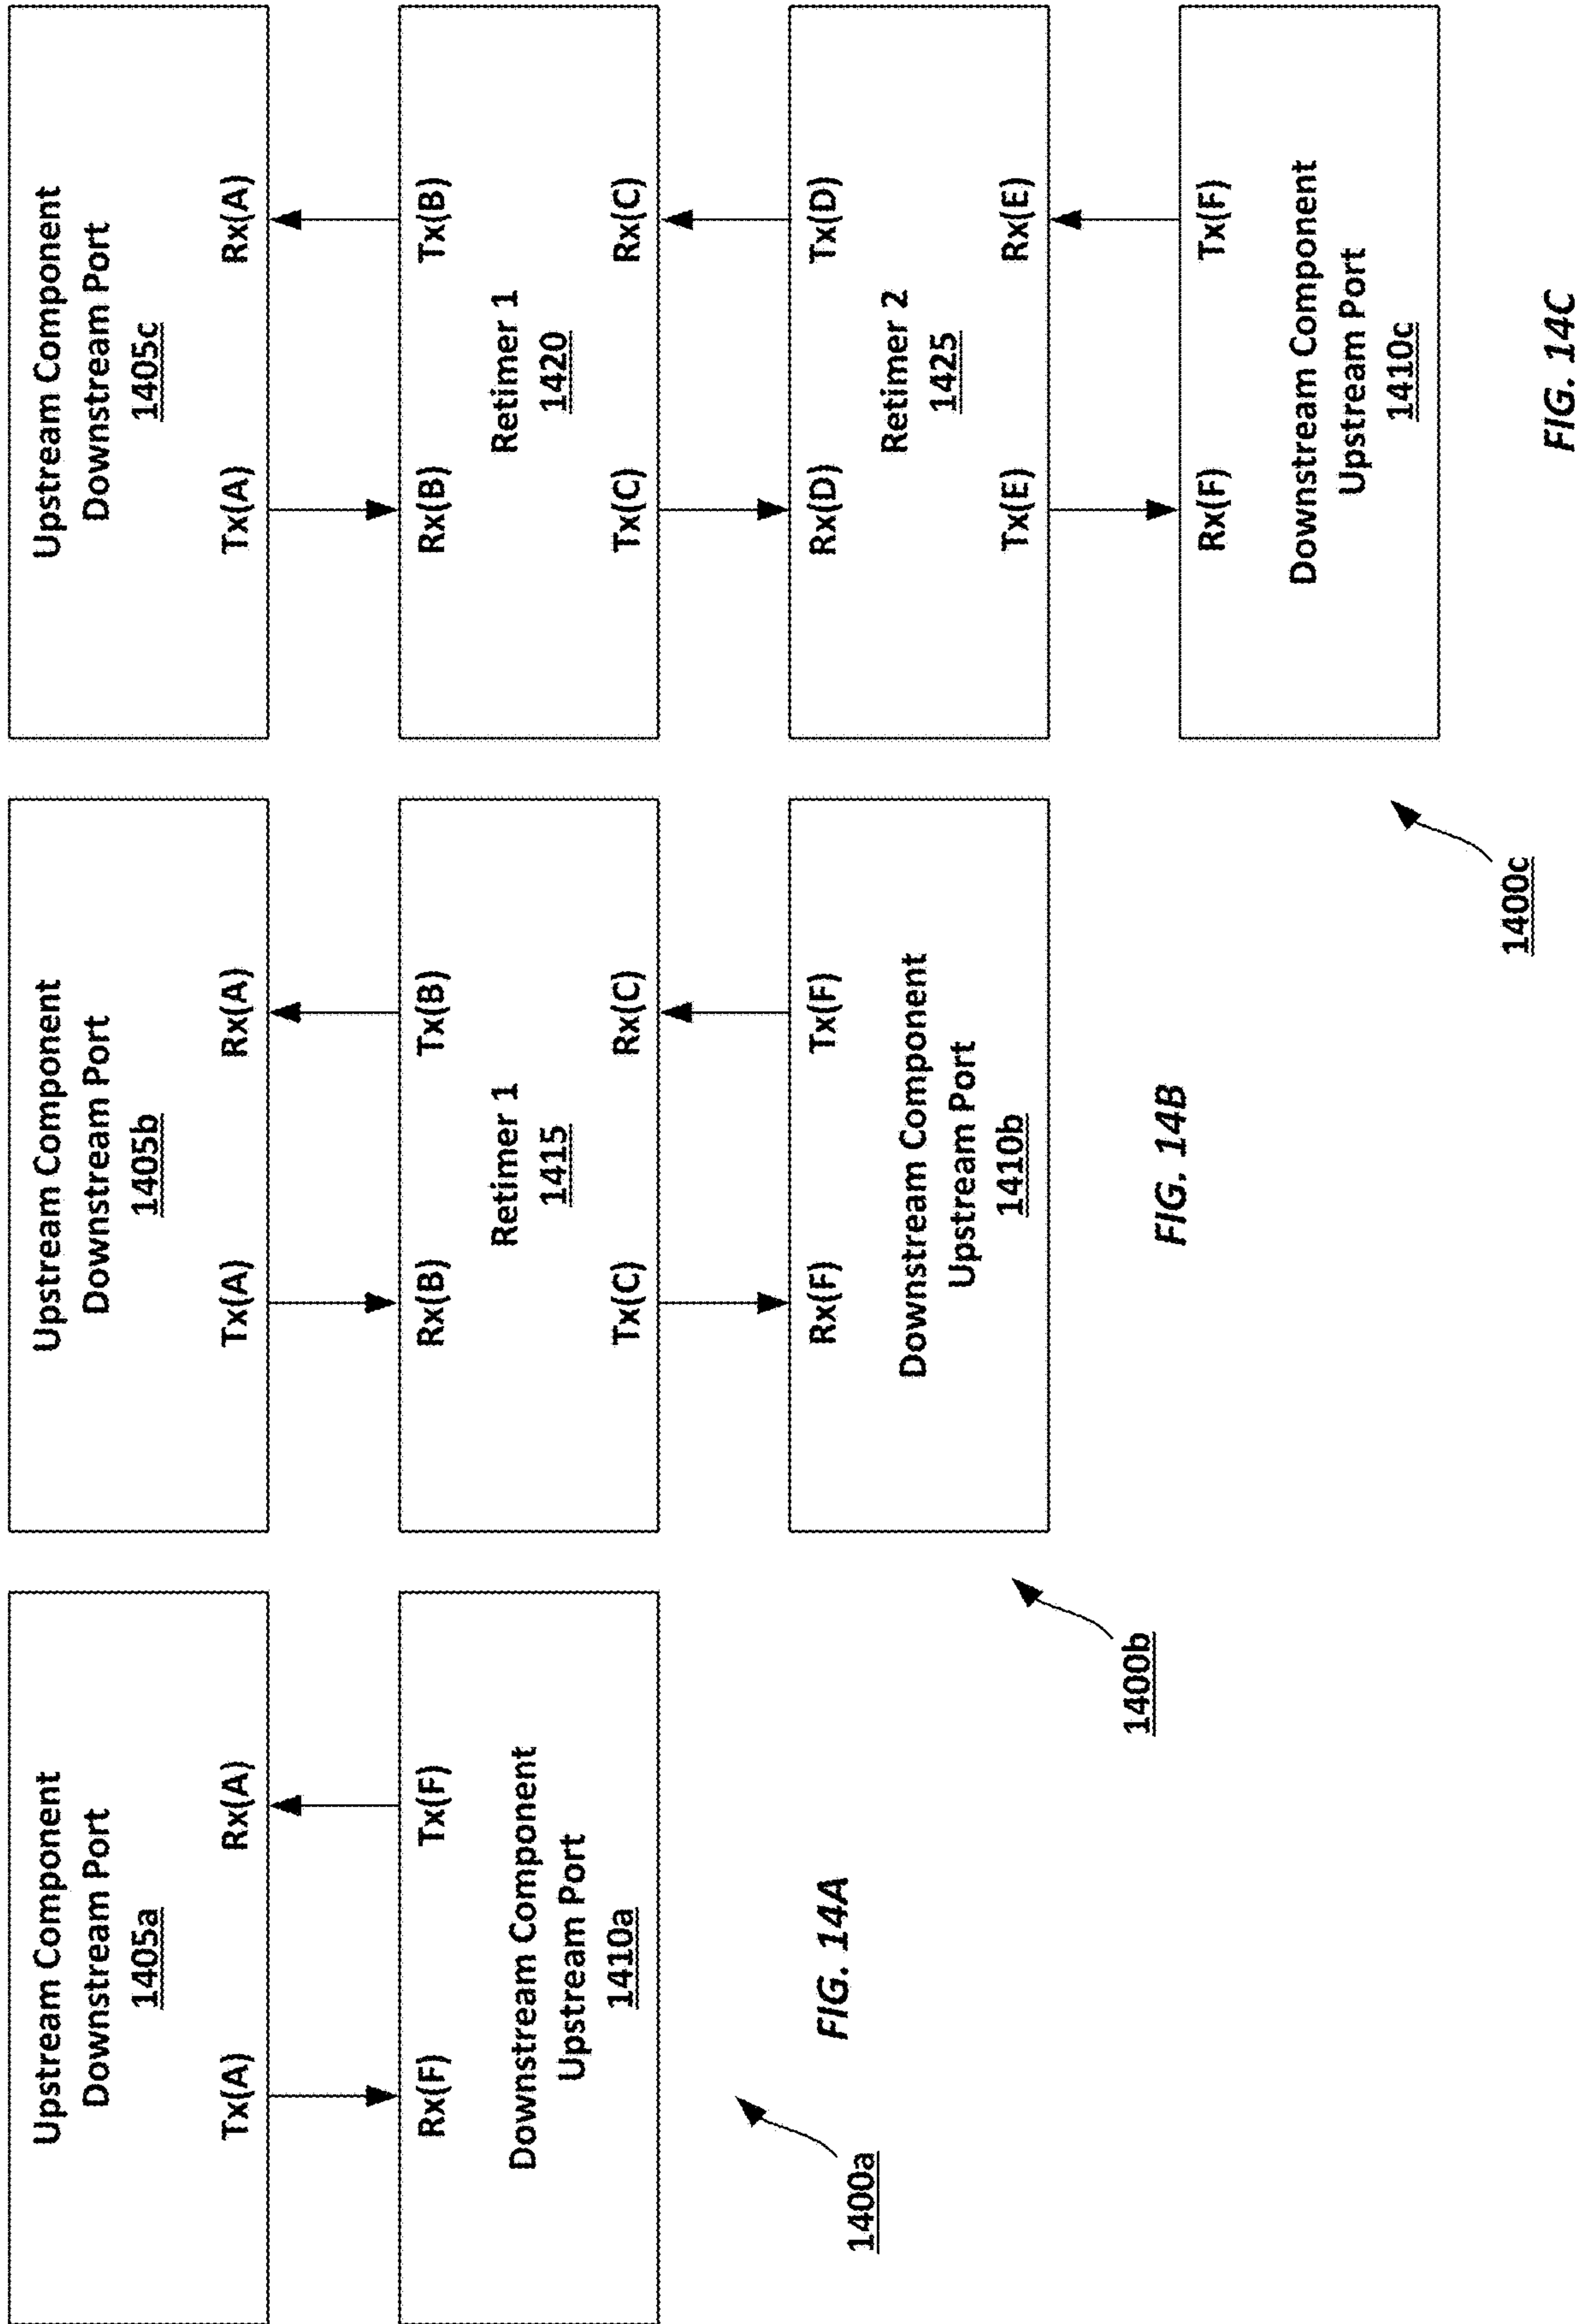 Upstream Component
Downstream Port
1405a
Tx(A)
Rx(A)
Rx(F)
Tx(F)
Downstream Component
Upstream Port
1410a
1400a
FIG. 14A
Upstream Component
Downstream Port
1405b
Tx(A)
Rx(A)
Rx(B)
Tx(B)
Retimer 1
1415
Tx(C)
Rx(C)
Rx(F)
Tx(F)
Downstream Component
Upstream Port
1410b
1400b
FIG. 14B
Upstream Component
Downstream Port
1405c
Tx(A)
Rx(A)
Rx(B)
Tx(B)
Retimer 1
1420
Tx(C)
Rx(C)
Rx(D)
Tx(D)
Retimer 2
1425
Tx(E)
Rx(E)
Rx(F)
Tx(F)
Downstream Component
Upstream Port
1410c
1400c
FIG. 14C